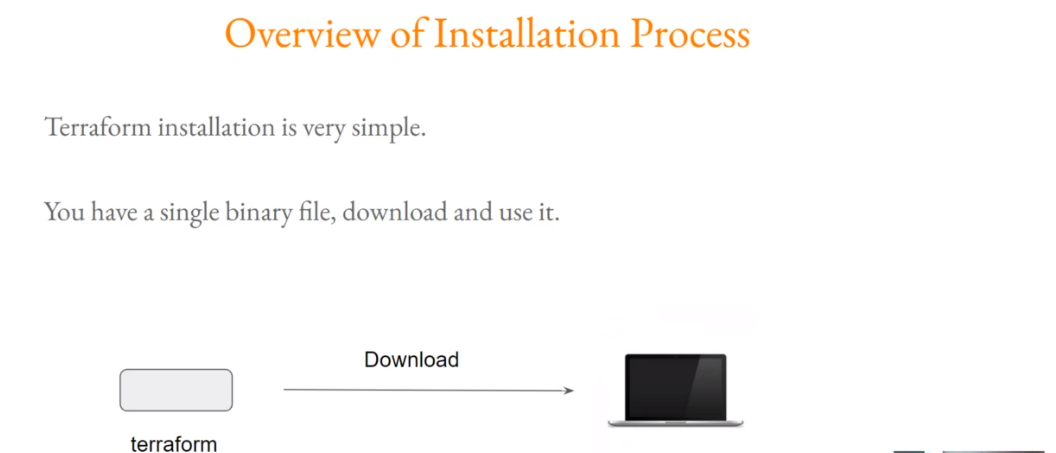 Overview of Installation Process
Terraform installation is very simple.
You have a single binary file, download and use it.
Download
terraform